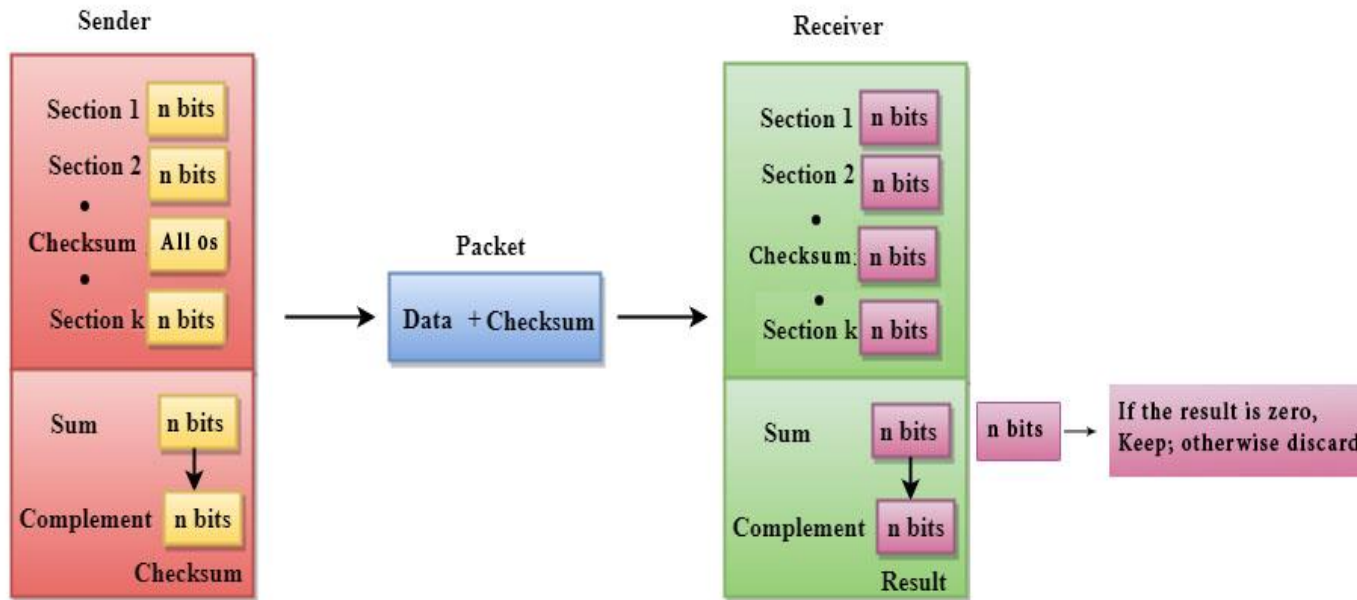 Sender
Section 1 n bits
Section 2 n bits
Checksum All 0s
Section k n bits
Sum n bits
Complement n bits
Checksum
Packet
Data + Checksum
Receiver
Section 1 n bits
Section 2 n bits
Checksum: n bits
Section k n bits
Sum n bits
Complement n bits
Result
n bits
If the result is zero,
Keep; otherwise discard